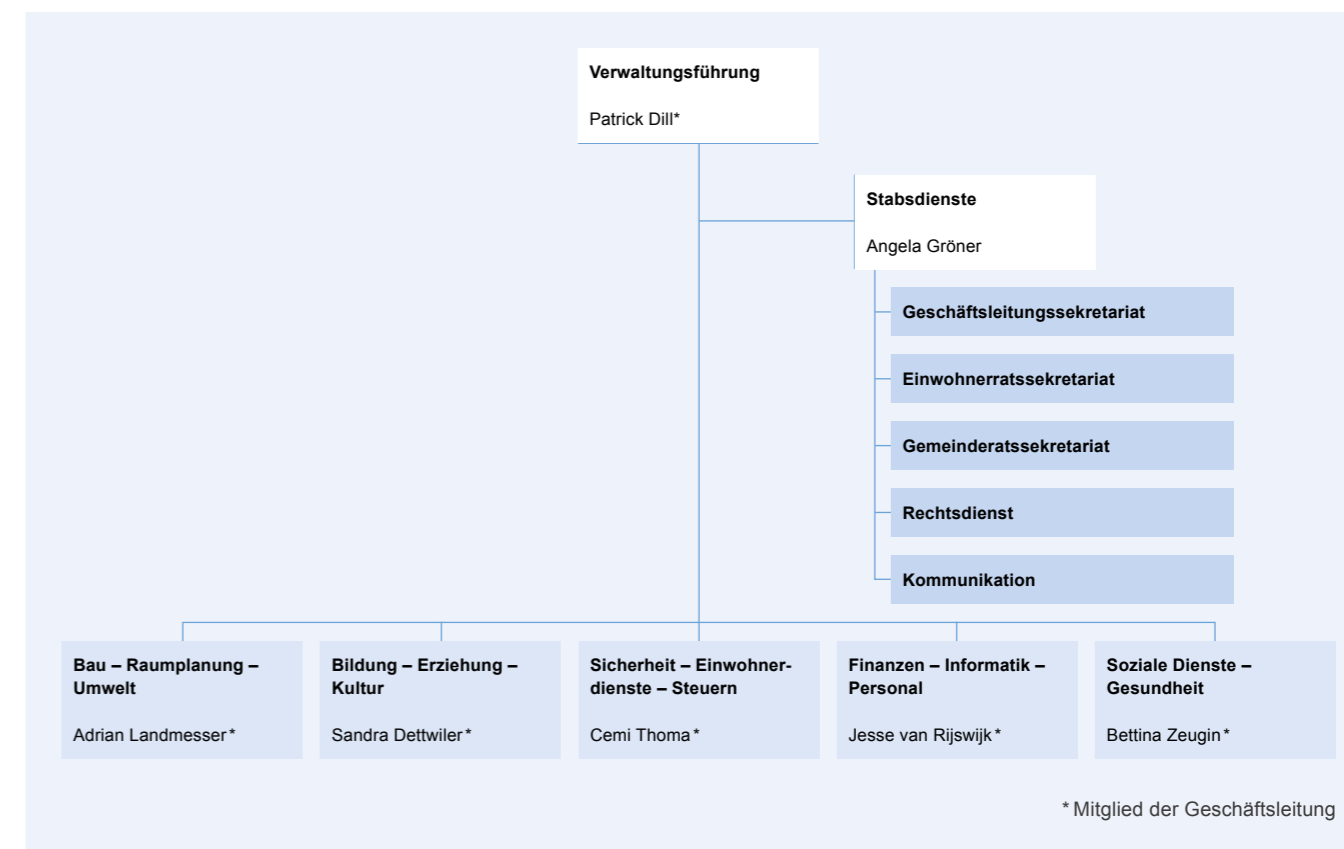 Verwaltungsführung
Patrick Dill*
Stabsdienste
Angela Gröner
Geschäftsleitungssekretariat
Einwohnerratssekretariat
Gemeinderatssekretariat
Rechtsdienst
Kommunikation
Bau – Raumplanung –
Umwelt
Adrian Landmesser*
Bildung – Erziehung –
Kultur
Sandra Dettwiler*
Sicherheit – Einwohner-
dienste – Steuern
Cemi Thoma*
Finanzen – Informatik –
Personal
Jesse van Rijswijk*
Soziale Dienste –
Gesundheit
Bettina Zeugin*
* Mitglied der Geschäftsleitung